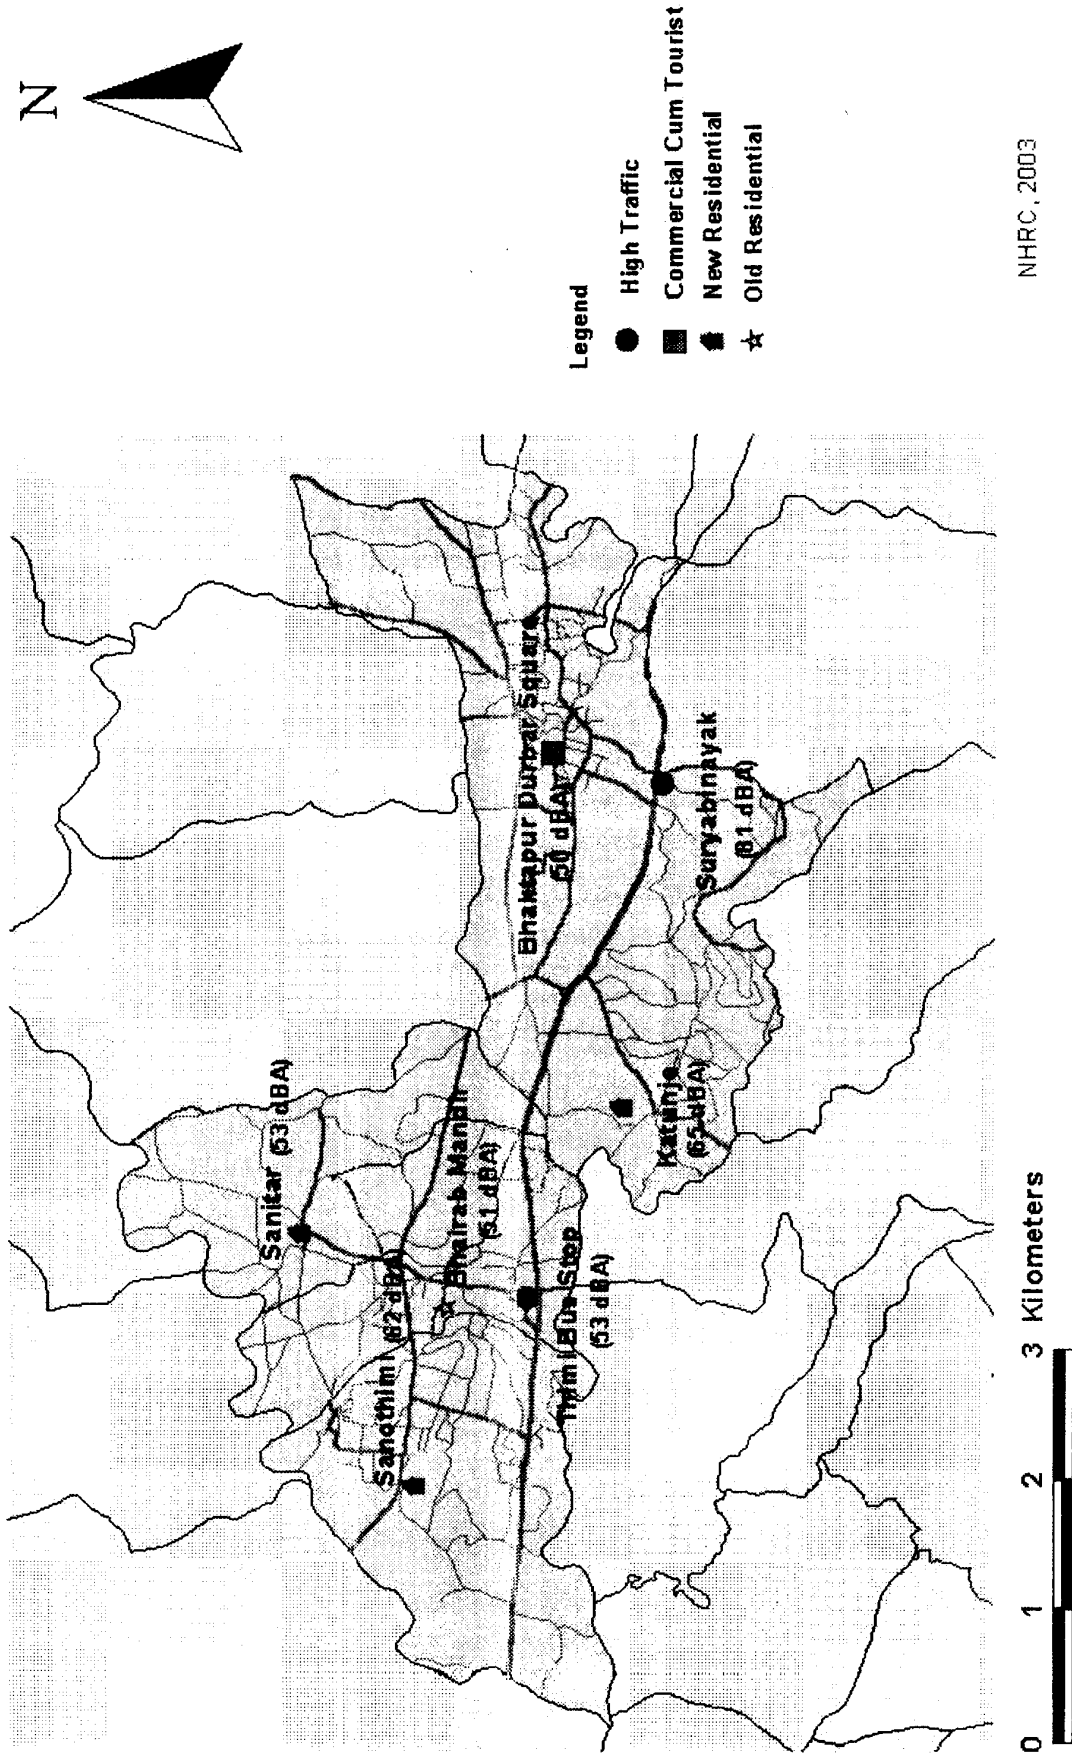 N
Sanitar (53 dBA)
Sanothimi (62 dBA)
Bhairab Mandir
(51 dBA)
Thimi Bus Stop
(53 dBA)
Katunje
(65 dBA)
Bhaktapur Durbar Square
(50 dBA)
Suryabinayak
(81 dBA)
Legend
High Traffic
Commercial Cum Tourist
New Residential
Old Residential
0 1 2 3 Kilometers
NHRC, 2003